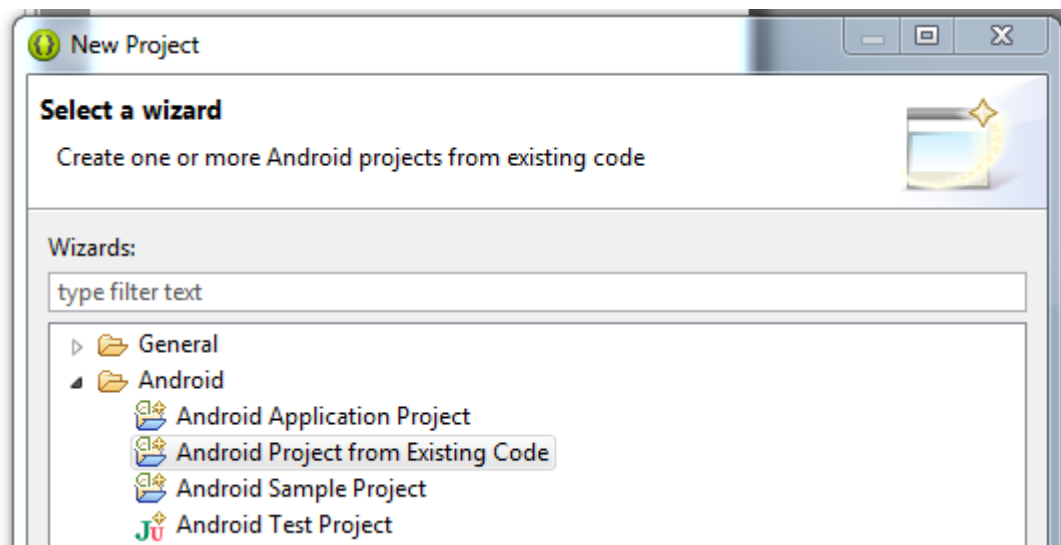 New Project
Select a wizard
Create one or more Android projects from existing code
Wizards:
type filter text
General
Android
Android Application Project
Android Project from Existing Code
Android Sample Project
Android Test Project